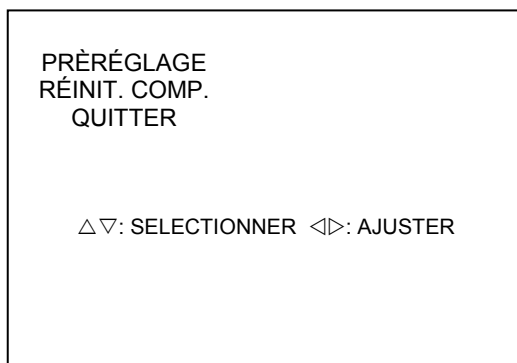 PRÈRÉGLAGE
RÉINIT. COMP.
QUITTER
△▽: SELECTIONNER ◁▷: AJUSTER